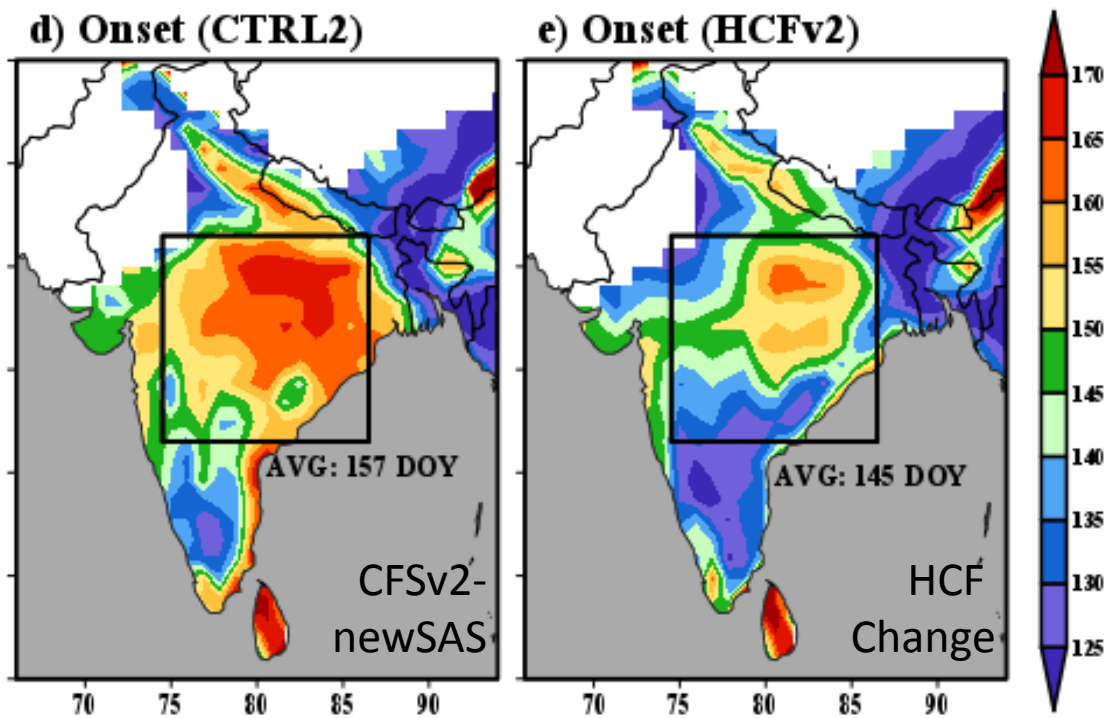 d) Onset (CTRL2)
e) Onset (HCFv2)
170
165
160
155
150
145
140
135
130
125
AVG: 157 DOY
AVG: 145 DOY
CFSv2-
newSAS
HCF
Change
70 75 80 85 90
70 75 80 85 90